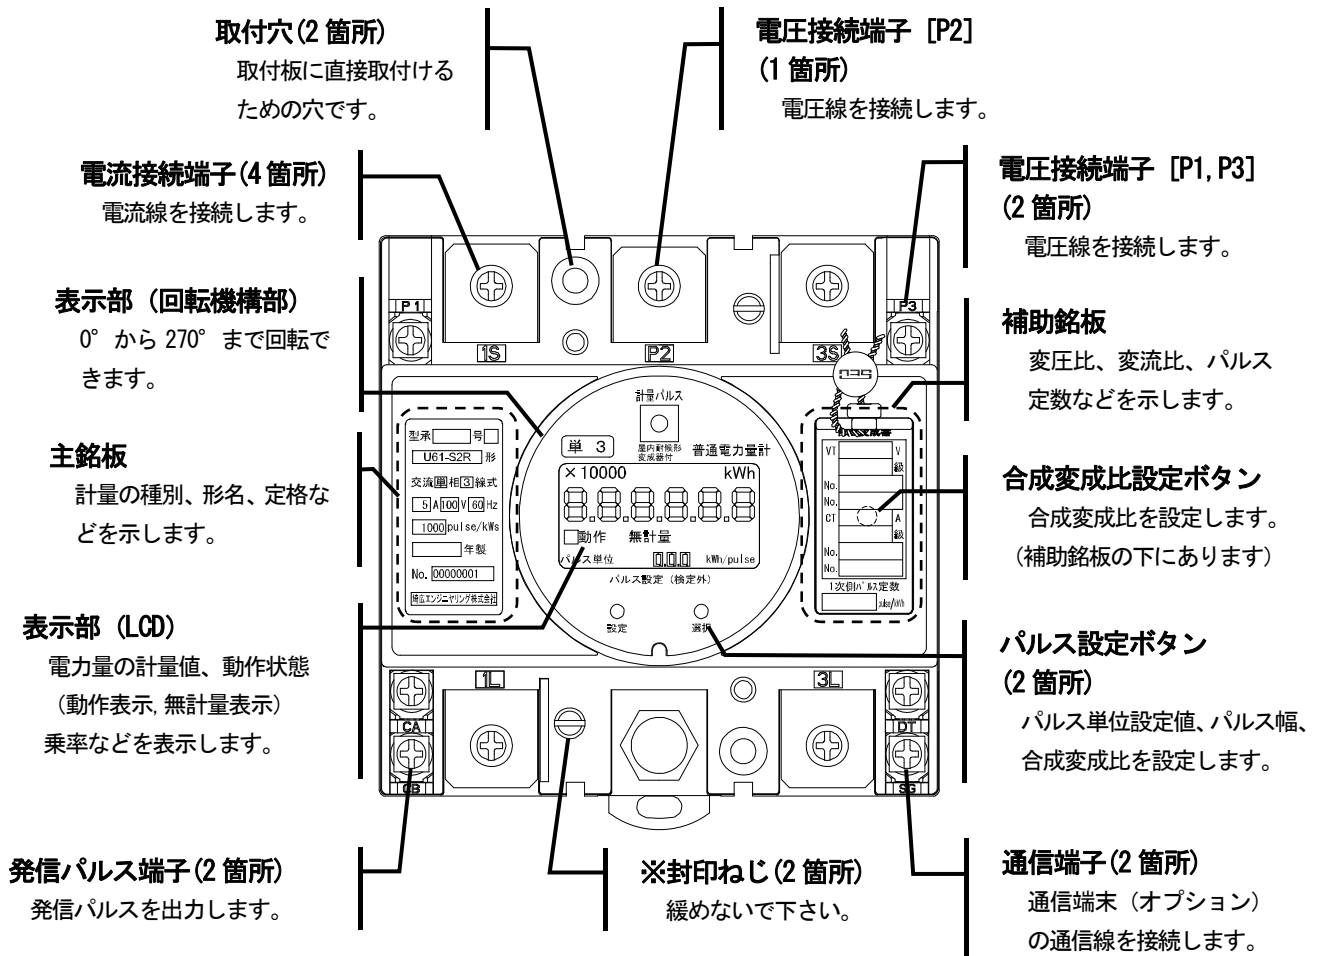 取付穴(2 箇所)
取付板に直接取付ける
ための穴です。
電圧接続端子 [P2]
(1 箇所)
電圧線を接続します。
電流接続端子(4 箇所)
電流線を接続します。
電圧接続端子 [P1, P3]
(2 箇所)
電圧線を接続します。
表示部 (回転機構部)
0° から 270° まで回転で
きます。
補助銘板
変圧比、変流比、パルス
定数などを示します。
主銘板
計量の種別、形名、定格な
どを示します。
合成変成比設定ボタン
合成変成比を設定します。
(補助銘板の下にあります)
表示部 (LCD)
電力量の計量値、動作状態
(動作表示, 無計量表示)
乗率などを表示します。
パルス設定ボタン
(2 箇所)
パルス単位設定値、パルス幅、
合成変成比を設定します。
発信パルス端子(2 箇所)
発信パルスを出力します。
※封印ねじ(2 箇所)
緩めないで下さい。
通信端子(2 箇所)
通信端末 (オプション)
の通信線を接続します。
P1
1S
P2
3S
P3
計量パルス
単 3
屋内耐候形
変成器付
普通電力量計
×10000 kWh
8.8.8.8.8.8
動作 無計量
パルス単位 0.0.0 kWh/pulse
パルス設定 (検定外)
設定
選択
型承 号
U61-S2R 形
交流 単 相 3 線式
5 A 100 V 60 Hz
1000 pulse/kWs
年製
No. 00000001
VT V
級
No.
No.
CT A
級
No.
No.
1次側パルス定数
pulse/kWh
1L
3L
CA
CB
DT
SG